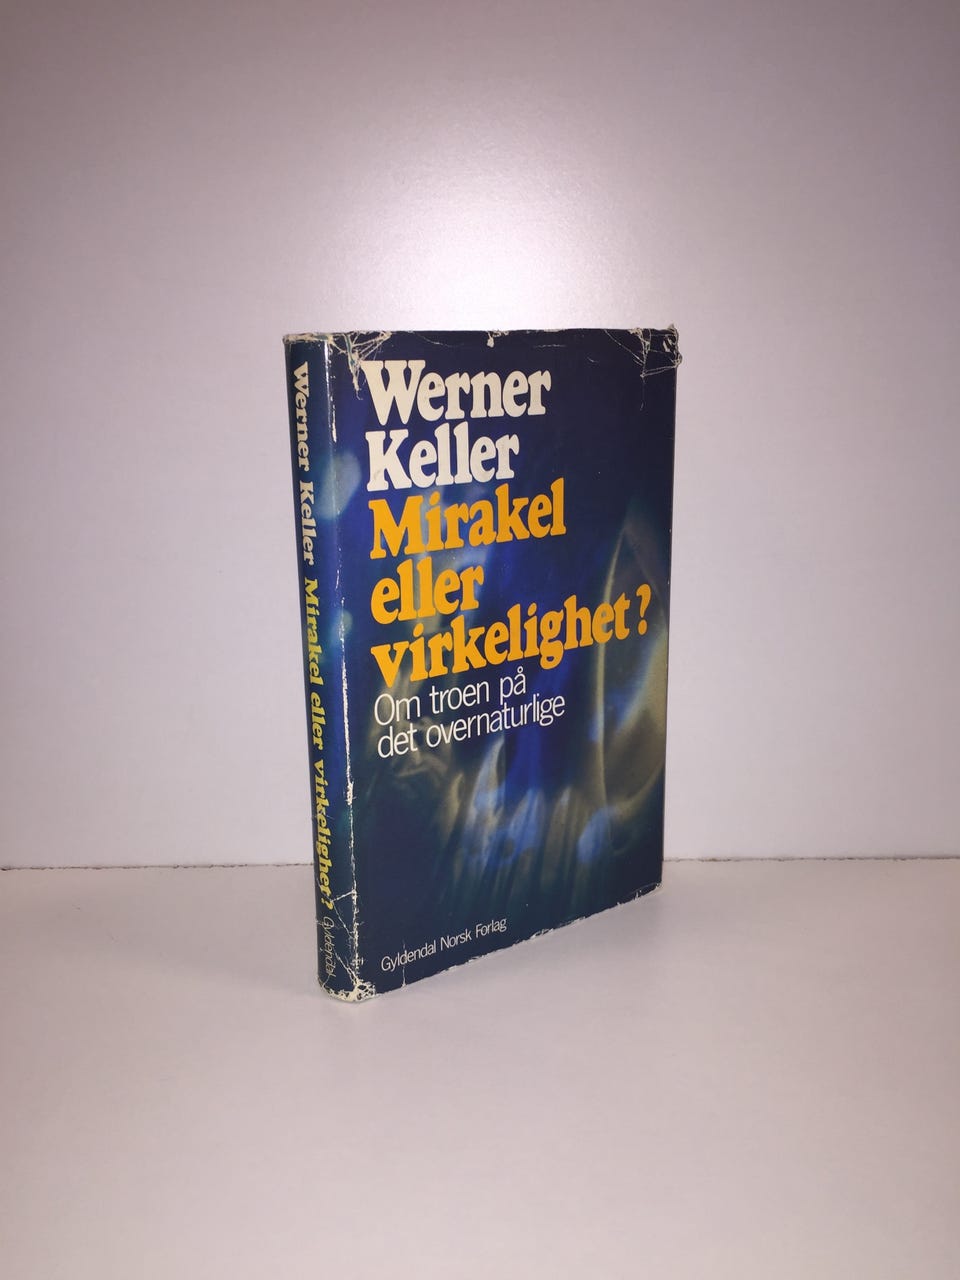 Werner Keller Mirakel eller virkelighet? Gyldendal
Werner
Keller
Mirakel
eller
virkelighet?
Om troen på
det overnaturlige
Gyldendal Norsk Forlag